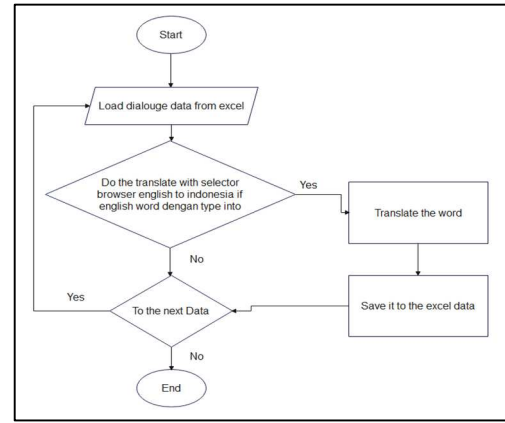 Start
Load dialouge data from excel
Do the translate with selector
browser english to indonesia if
english word dengan type into
Yes
Translate the word
No
Save it to the excel data
Yes
To the next Data
No
End